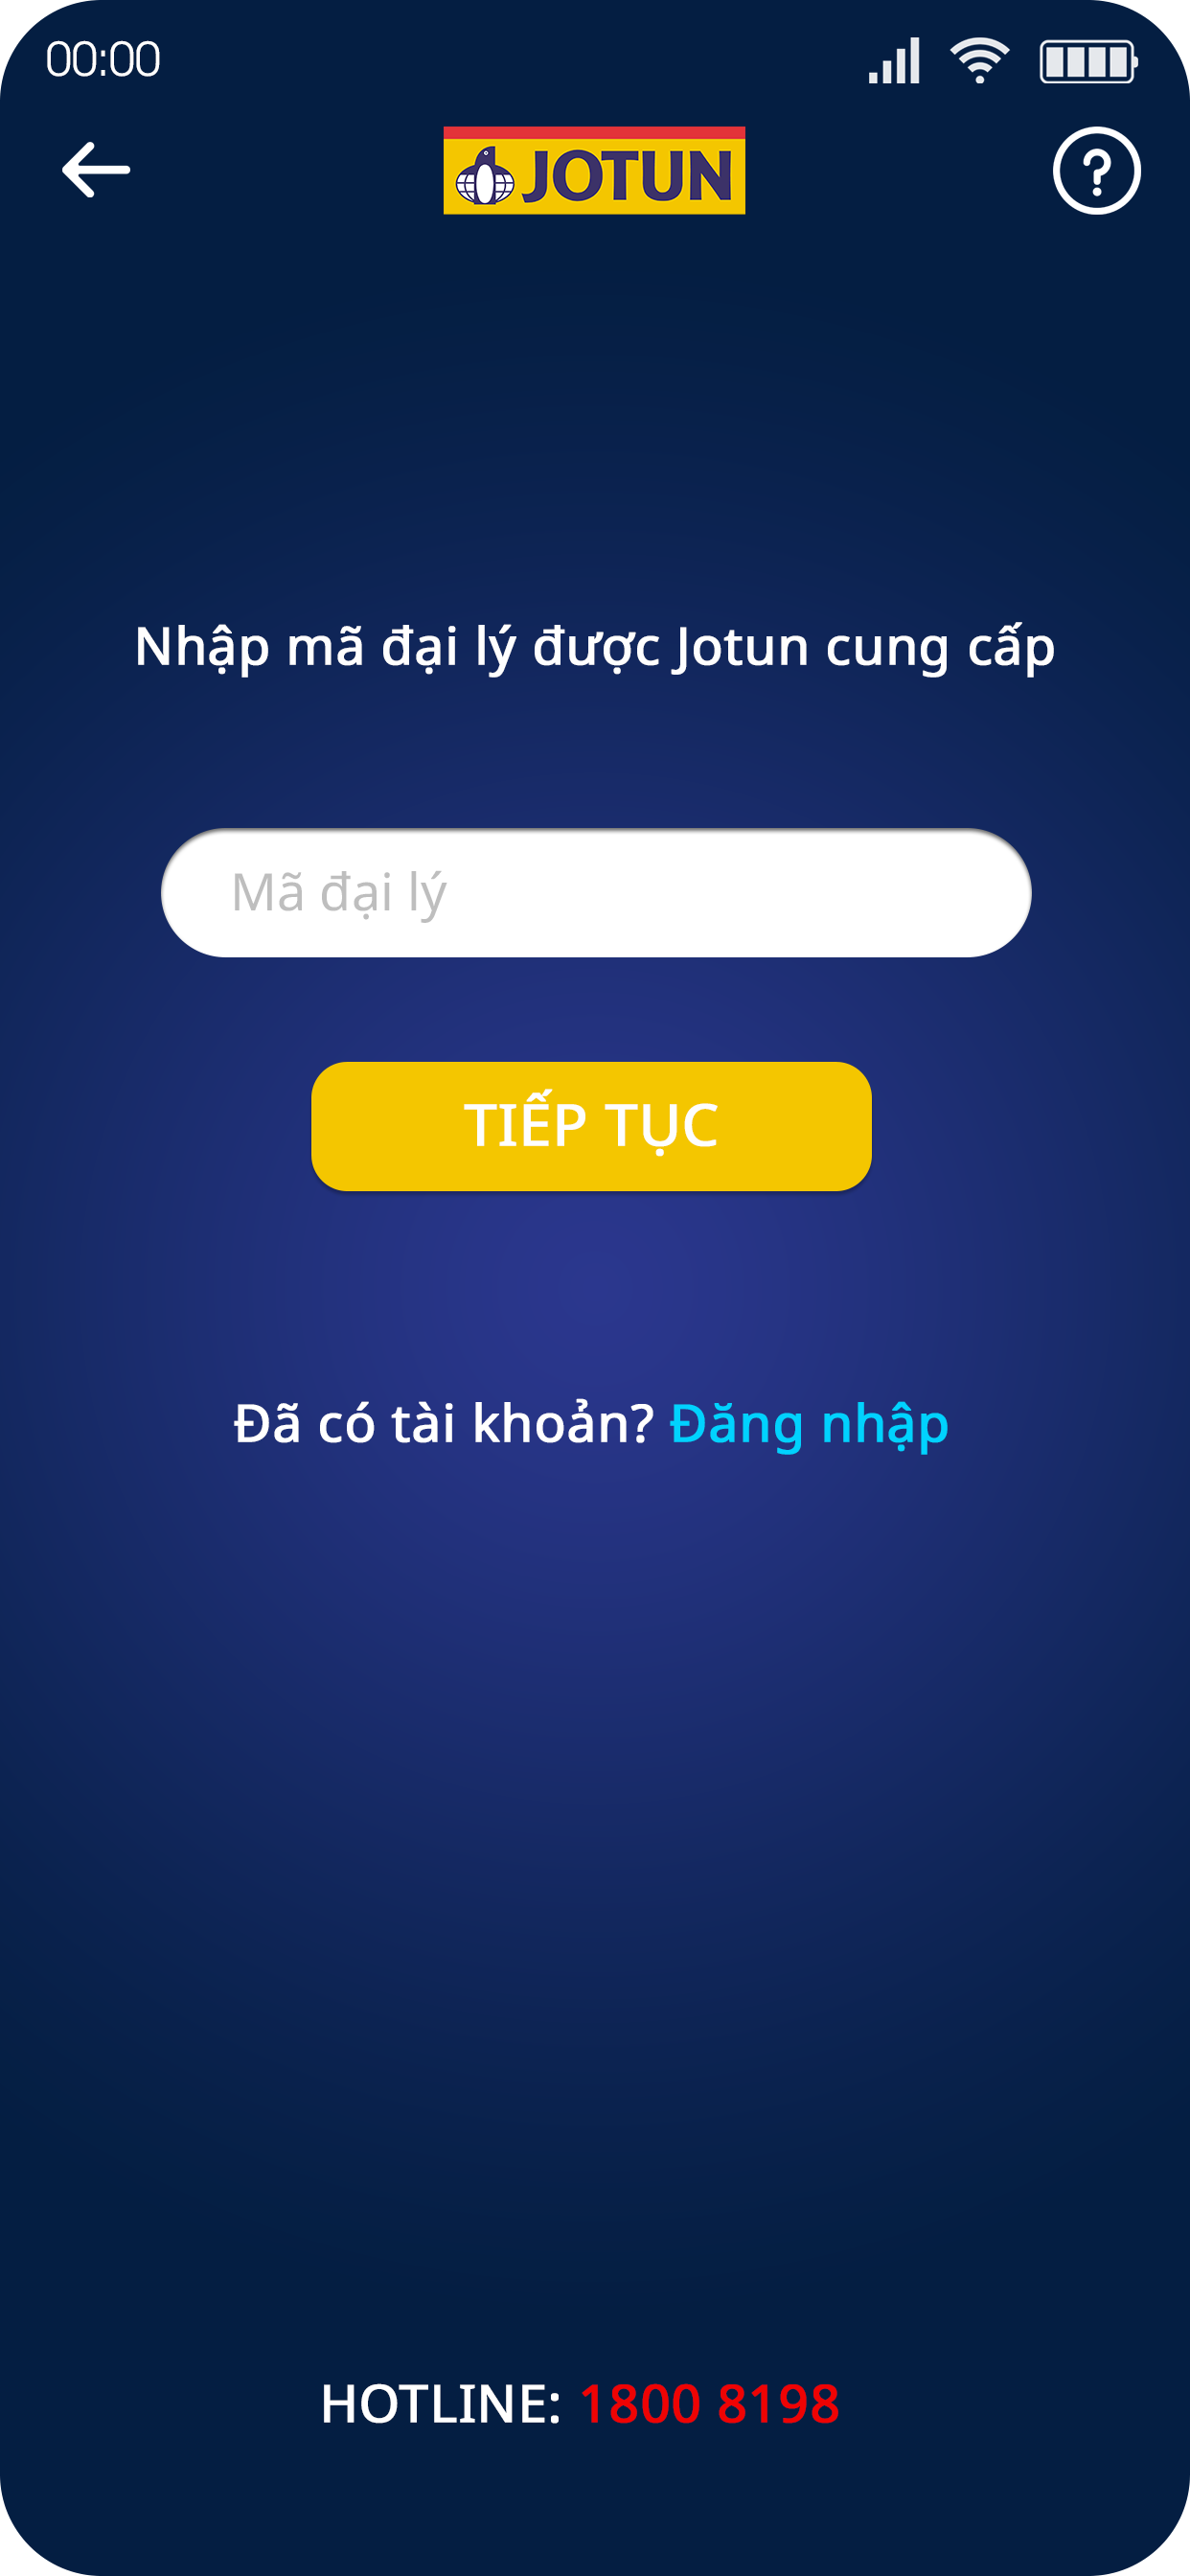 00:00
JOTUN
Nhập mã đại lý được Jotun cung cấp
Mã đại lý
TIẾP TỤC
Đã có tài khoản? Đăng nhập
HOTLINE: 1800 8198